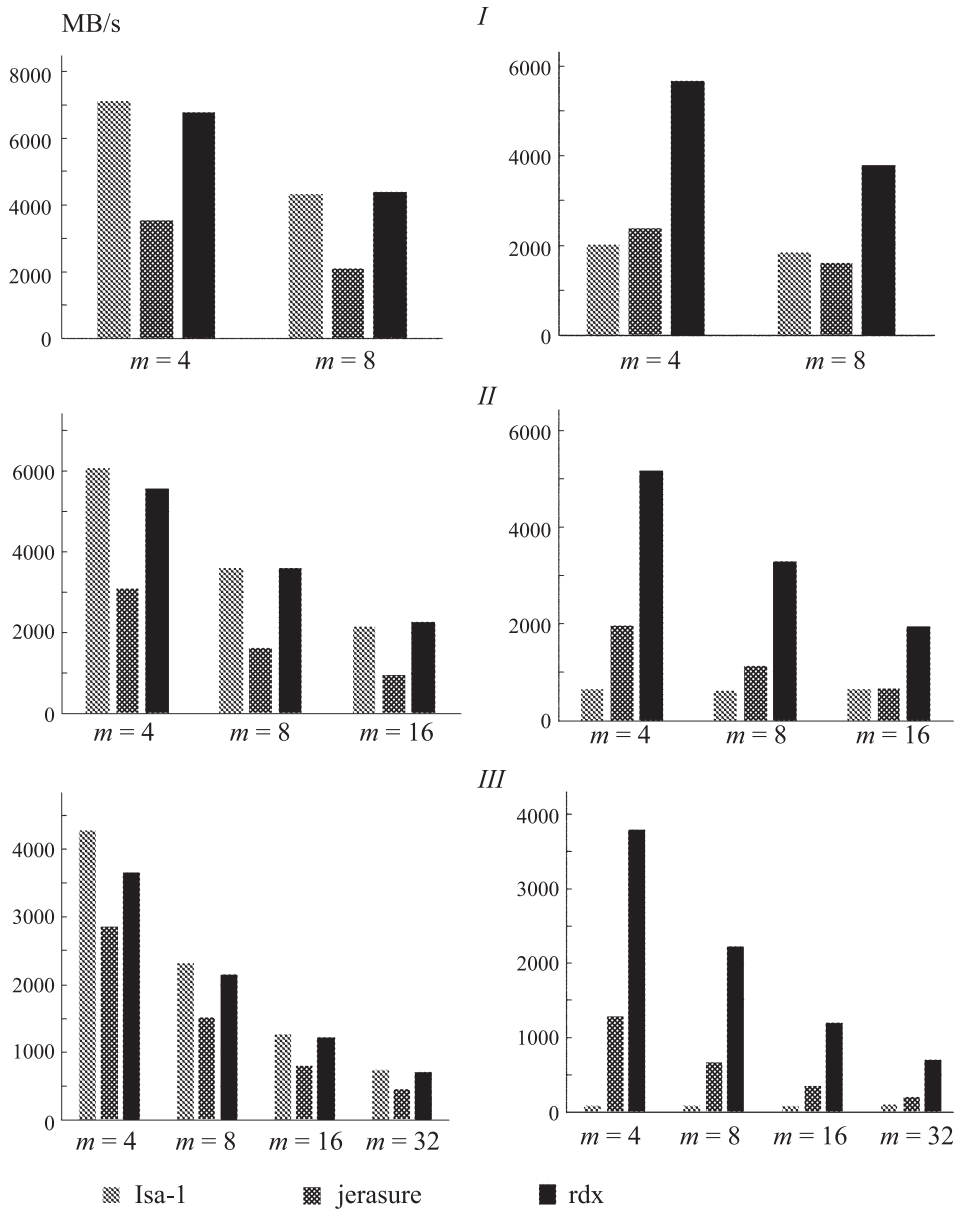 MB/s
I
8000
6000
4000
2000
0
m = 4
m = 8
6000
4000
2000
0
m = 4
m = 8
II
6000
4000
2000
0
m = 4
m = 8
m = 16
6000
4000
2000
0
m = 4
m = 8
m = 16
III
4000
3000
2000
1000
0
m = 4
m = 8
m = 16
m = 32
4000
3000
2000
1000
0
m = 4
m = 8
m = 16
m = 32
Isa-1
jerasure
rdx